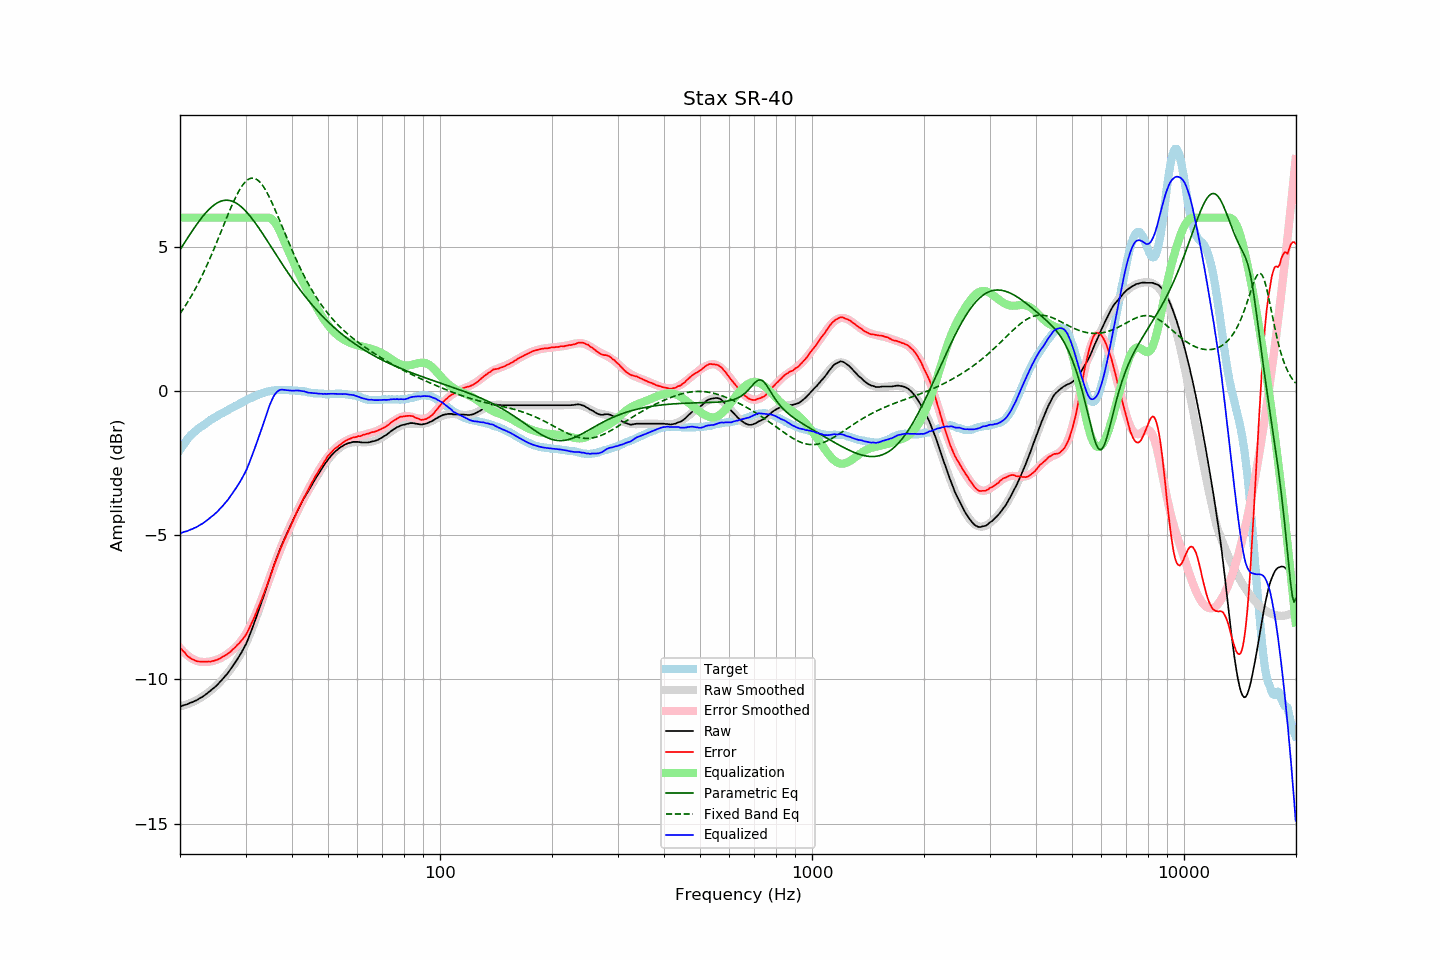 Stax SR-40
Amplitude (dBr)
5
0
−5
−10
−15
100
1000
10000
Frequency (Hz)
Target
Raw Smoothed
Error Smoothed
Raw
Error
Equalization
Parametric Eq
Fixed Band Eq
Equalized